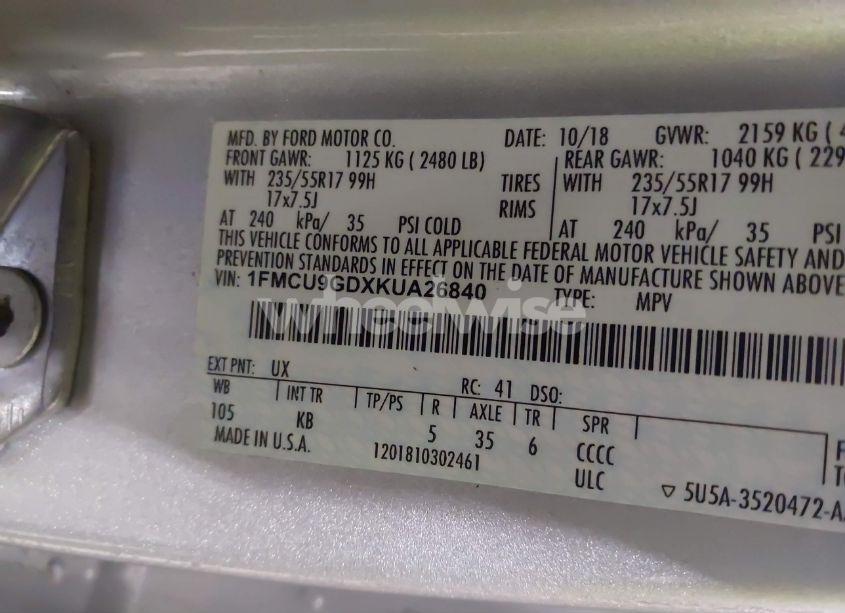 MFD. BY FORD MOTOR CO. DATE: 10/18 GVWR: 2159 KG ( 4
FRONT GAWR: 1125 KG ( 2480 LB) REAR GAWR: 1040 KG ( 229
WITH 235/55R17 99H TIRES WITH 235/55R17 99H
17x7.5J RIMS 17x7.5J
AT 240 kPa/ 35 PSI COLD AT 240 kPa/ 35 PSI
THIS VEHICLE CONFORMS TO ALL APPLICABLE FEDERAL MOTOR VEHICLE SAFETY AND
PREVENTION STANDARDS IN EFFECT ON THE DATE OF MANUFACTURE SHOWN ABOVE
VIN: 1FMCU9GDXKUA26840 TYPE: MPV
wheelwise
EXT PNT: UX RC: 41 DSO:
WB INT TR TP/PS R AXLE TR SPR
105 KB 5 35 6 CCCC
MADE IN U.S.A. 1201810302461 ULC
▽ 5U5A-3520472-A